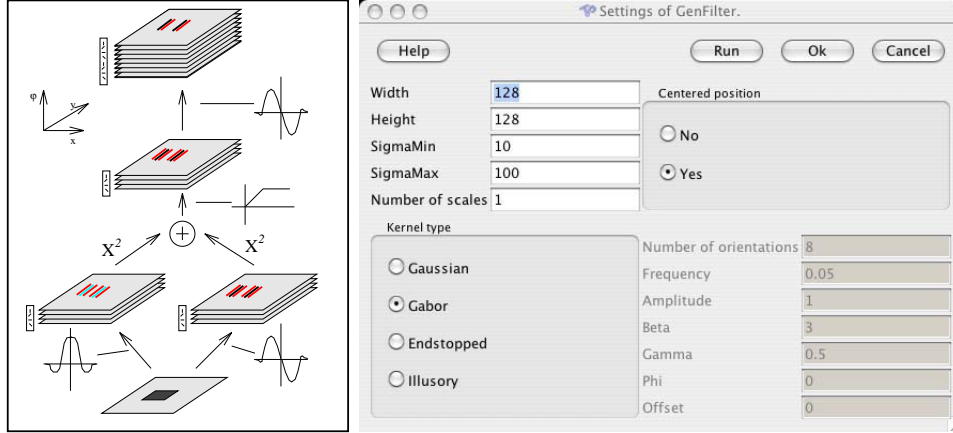 φ
y
x
X²
X²
Settings of GenFilter.
Help
Run
Ok
Cancel
Width 128
Height 128
SigmaMin 10
SigmaMax 100
Number of scales 1
Centered position
No
Yes
Kernel type
Gaussian
Gabor
Endstopped
Illusory
Number of orientations 8
Frequency 0.05
Amplitude 1
Beta 3
Gamma 0.5
Phi 0
Offset 0